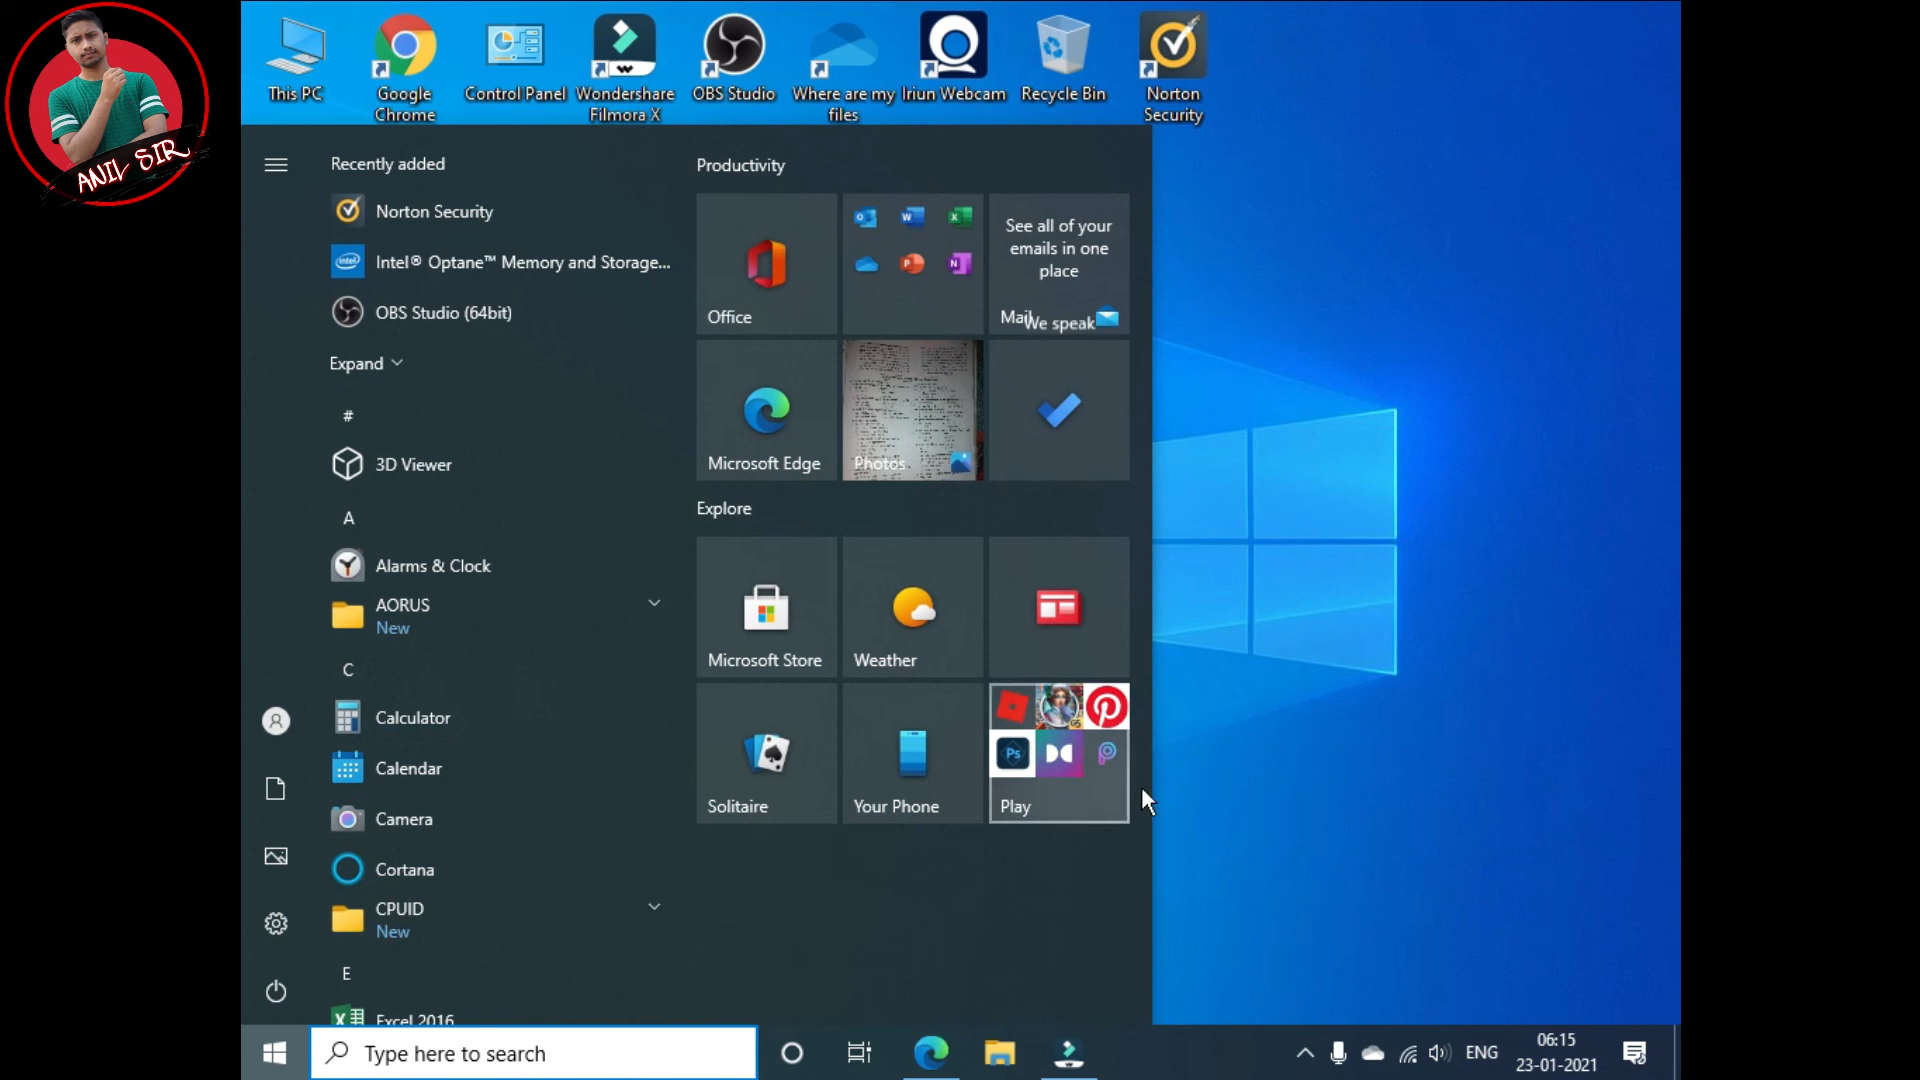 ANIL SIR
This PC
Google
Chrome
Control Panel
Wondershare
Filmora X
OBS Studio
Where are my
files
Iriun Webcam
Recycle Bin
Norton
Security
Recently added
Norton Security
intel
Intel® Optane™ Memory and Storage...
OBS Studio (64bit)
Expand
#
3D Viewer
A
Alarms & Clock
AORUS
New
C
Calculator
Calendar
Camera
Cortana
CPUID
New
E
Excel 2016
Productivity
Office
See all of your
emails in one
place
Mail
We speak
Microsoft Edge
Photos
Explore
Microsoft Store
Weather
Solitaire
Your Phone
Ps
Play
Type here to search
ENG
06:15
23-01-2021